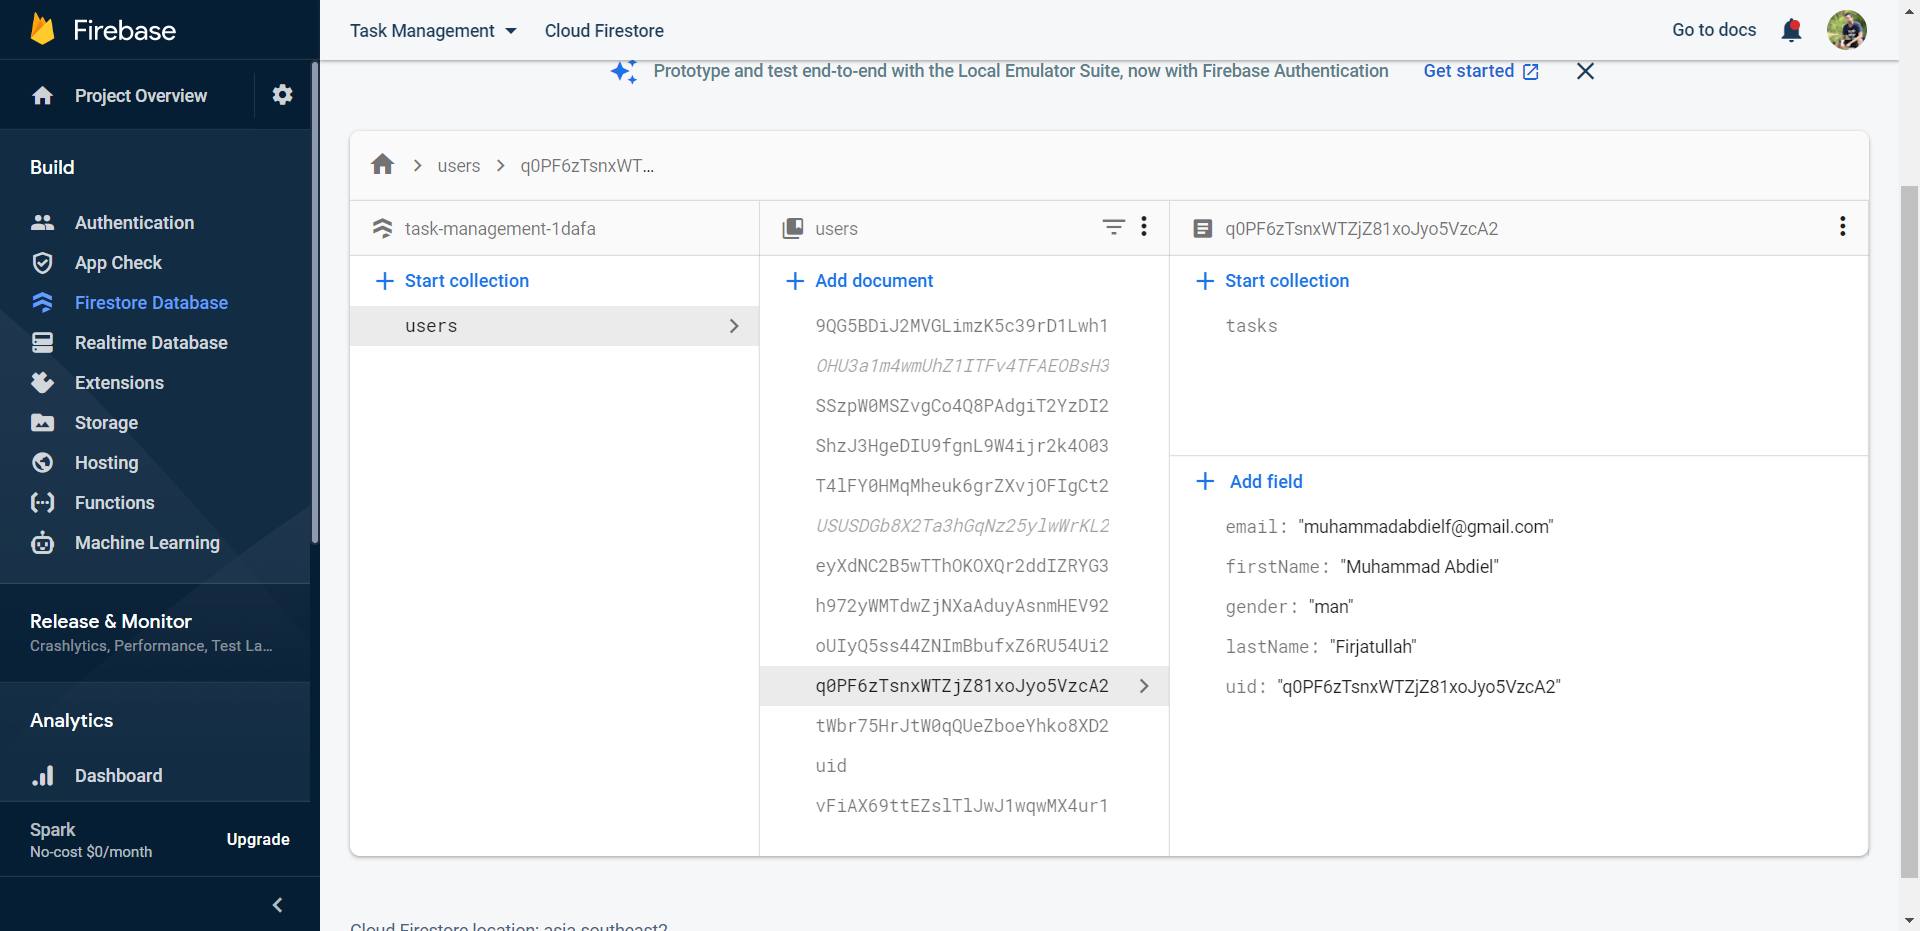 Firebase
Project Overview
Build
Authentication
App Check
Firestore Database
Realtime Database
Extensions
Storage
Hosting
Functions
Machine Learning
Release & Monitor
Crashlytics, Performance, Test La...
Analytics
Dashboard
Spark
No-cost $0/month
Upgrade
Task Management
Cloud Firestore
Go to docs
Prototype and test end-to-end with the Local Emulator Suite, now with Firebase Authentication
Get started
users
q0PF6zTsnxWT...
task-management-1dafa
Start collection
users
users
Add document
9QG5BDiJ2MVGLimzK5c39rD1Lwh1
OHU3a1m4wmUhZ1ITFv4TFAEOBsH3
SSzpW0MSZvgCo4Q8PAdgiT2YzDI2
ShzJ3HgeDIU9fgnL9W4ijr2k4O03
T4lFY0HMqMheuk6grZXvjOFIgCt2
USUSDGb8X2Ta3hGqNz25ylwWrKL2
eyXdNC2B5wTThOKOXQr2ddIZRYG3
h972yWMTdwZjNXaAduyAsnmHEV92
oUIyQ5ss44ZNImBbufxZ6RU54Ui2
q0PF6zTsnxWTZjZ81xoJyo5VzcA2
tWbr75HrJtW0qQUeZboeYhko8XD2
uid
vFiAX69ttEZslTlJwJ1wqwMX4ur1
q0PF6zTsnxWTZjZ81xoJyo5VzcA2
Start collection
tasks
Add field
email: "muhammadabdielf@gmail.com"
firstName: "Muhammad Abdiel"
gender: "man"
lastName: "Firjatullah"
uid: "q0PF6zTsnxWTZjZ81xoJyo5VzcA2"
Cloud Firestore location: asia-southeast2